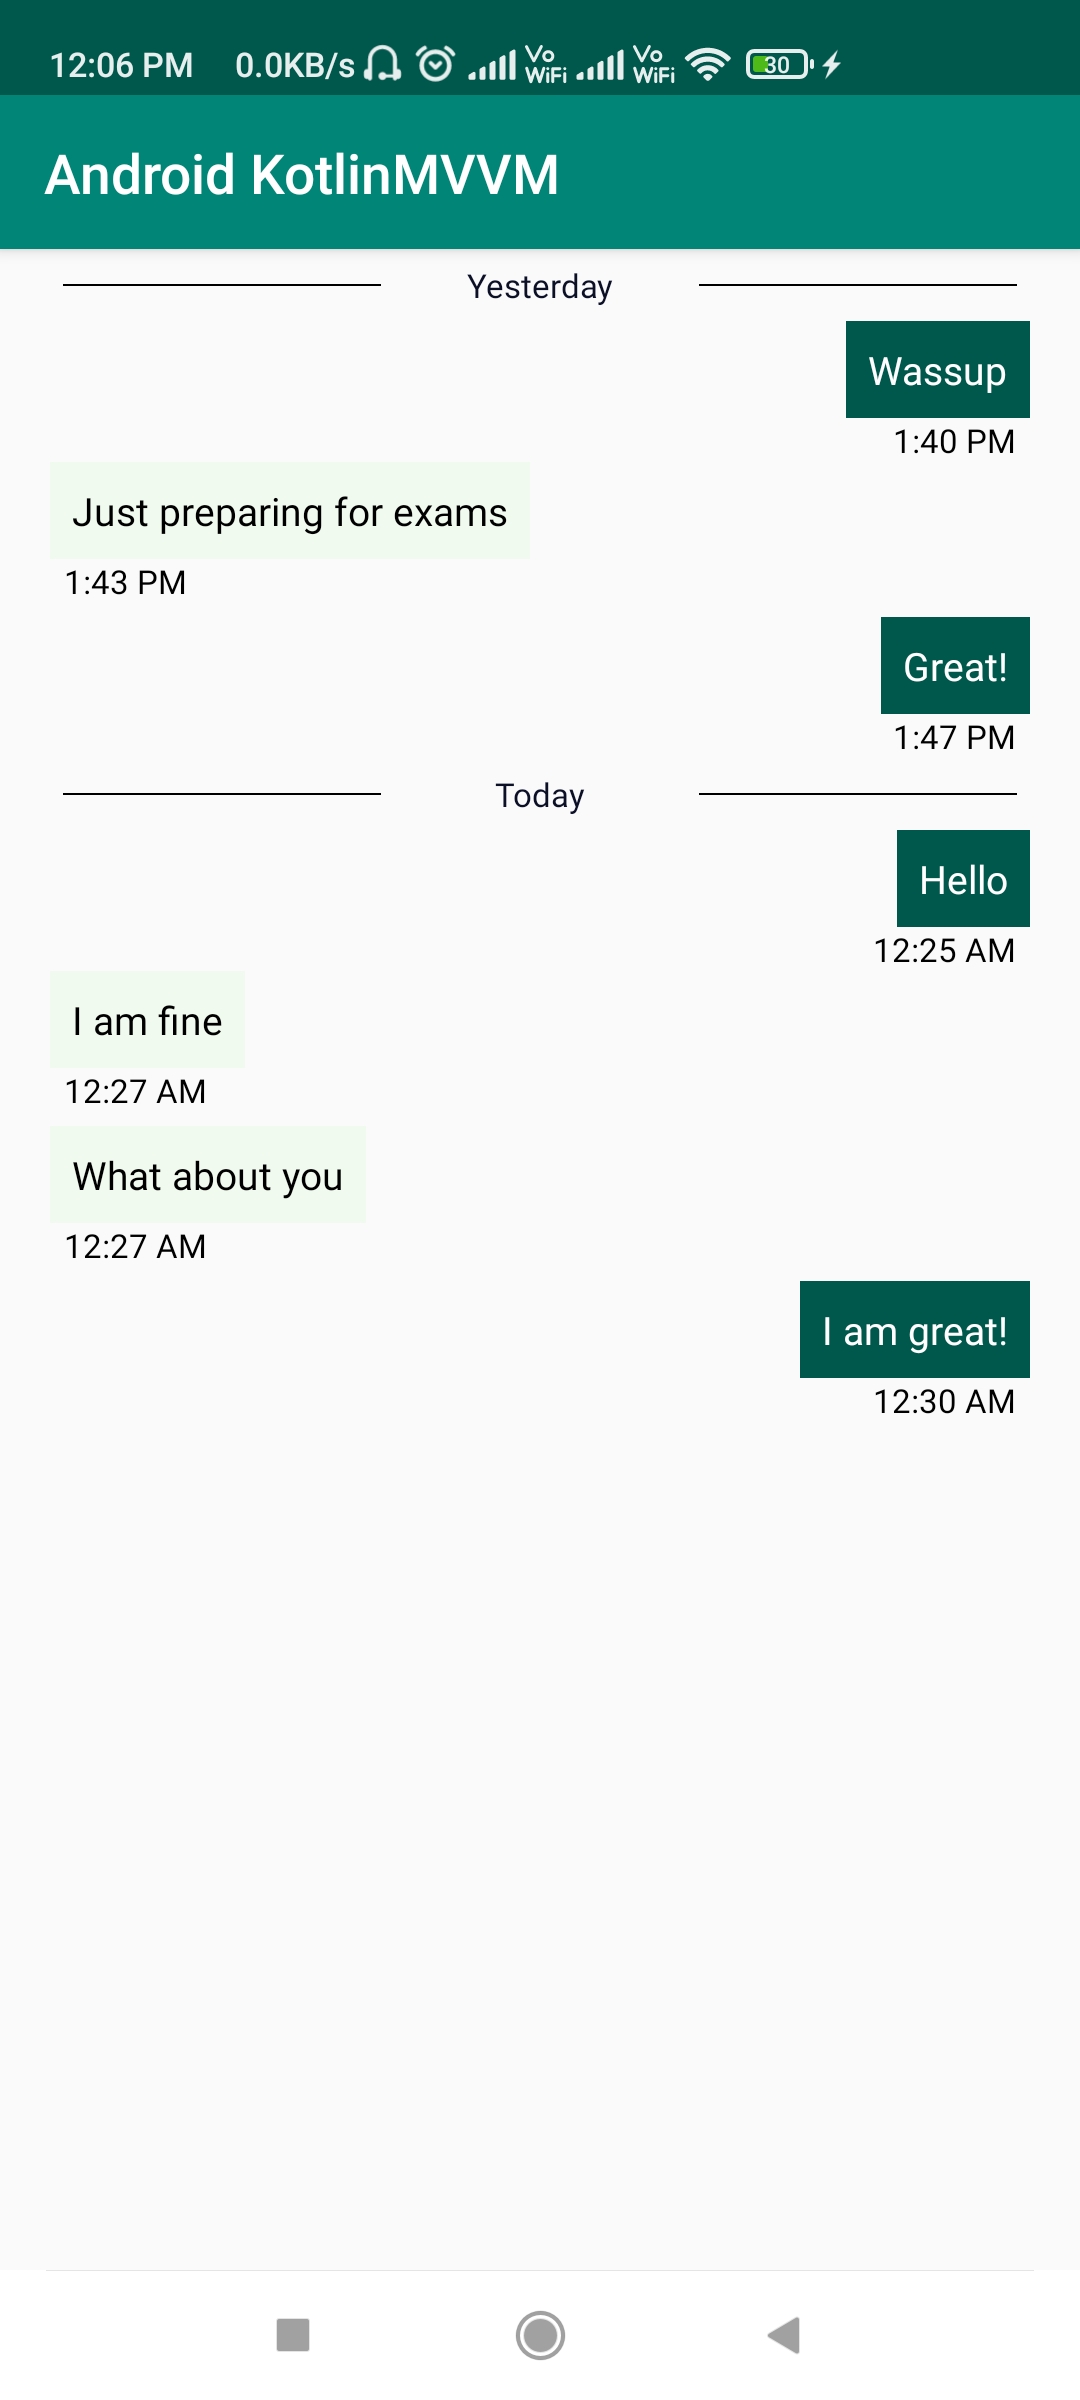 12:06 PM 0.0KB/s Vo WiFi Vo WiFi 30
Android KotlinMVVM
Yesterday
Wassup
1:40 PM
Just preparing for exams
1:43 PM
Great!
1:47 PM
Today
Hello
12:25 AM
I am fine
12:27 AM
What about you
12:27 AM
I am great!
12:30 AM